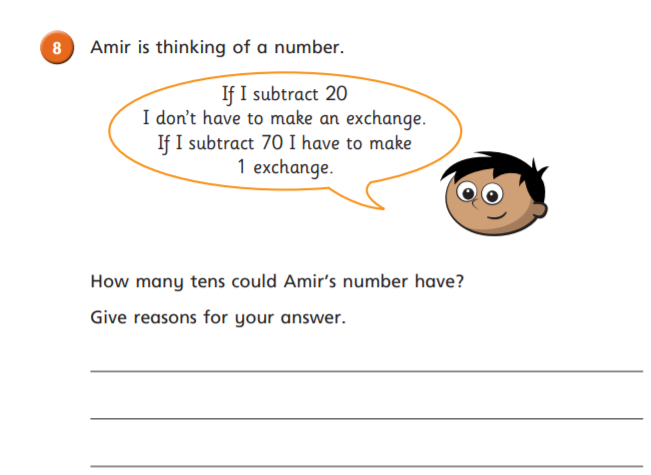 8 Amir is thinking of a number.
If I subtract 20
I don't have to make an exchange.
If I subtract 70 I have to make
1 exchange.
How many tens could Amir's number have?
Give reasons for your answer.